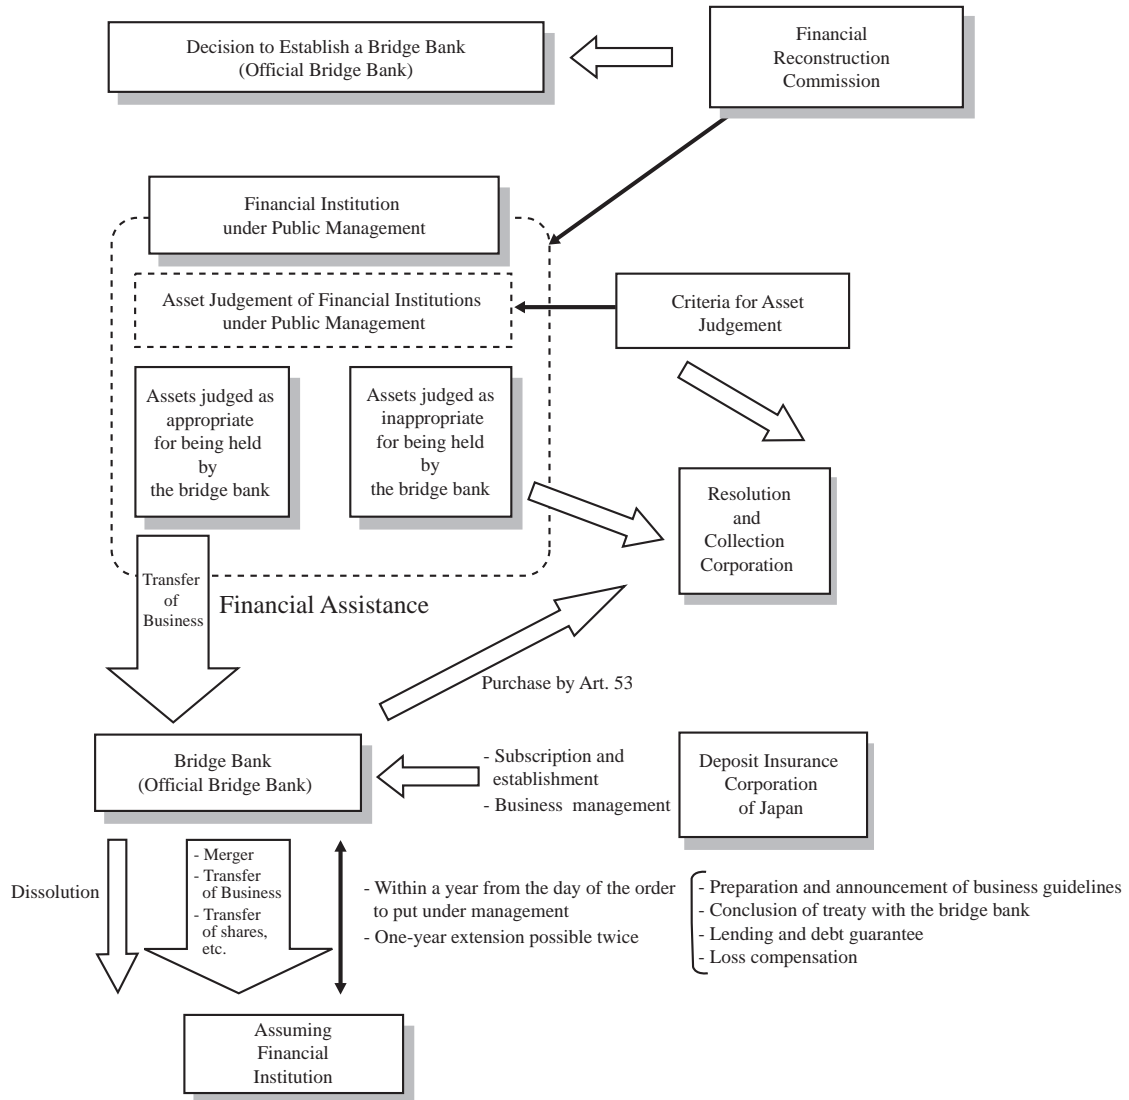 Decision to Establish a Bridge Bank
(Official Bridge Bank)
Financial
Reconstruction
Commission
Financial Institution
under Public Management
Asset Judgement of Financial Institutions
under Public Management
Criteria for Asset
Judgement
Assets judged as
appropriate
for being held
by
the bridge bank
Assets judged as
inappropriate
for being held
by
the bridge bank
Resolution
and
Collection
Corporation
Transfer
of
Business
Financial Assistance
Purchase by Art. 53
Bridge Bank
(Official Bridge Bank)
- Subscription and
establishment
- Business management
Deposit Insurance
Corporation
of Japan
Dissolution
- Merger
- Transfer
of Business
- Transfer
of shares,
etc.
- Within a year from the day of the order
to put under management
- One-year extension possible twice
- Preparation and announcement of business guidelines
- Conclusion of treaty with the bridge bank
- Lending and debt guarantee
- Loss compensation
Assuming
Financial
Institution